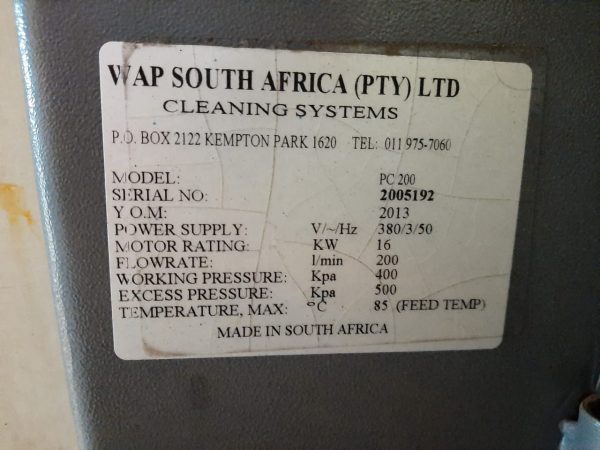 WAP SOUTH AFRICA (PTY) LTD
CLEANING SYSTEMS
P.O. BOX 2122 KEMPTON PARK 1620 TEL: 011 975-7060
MODEL: PC 200
SERIAL NO: 2005192
Y O.M: 2013
POWER SUPPLY: V/~/Hz 380/3/50
MOTOR RATING: KW 16
FLOWRATE: l/min 200
WORKING PRESSURE: Kpa 400
EXCESS PRESSURE: Kpa 500
TEMPERATURE, MAX: °C 85 (FEED TEMP)
MADE IN SOUTH AFRICA